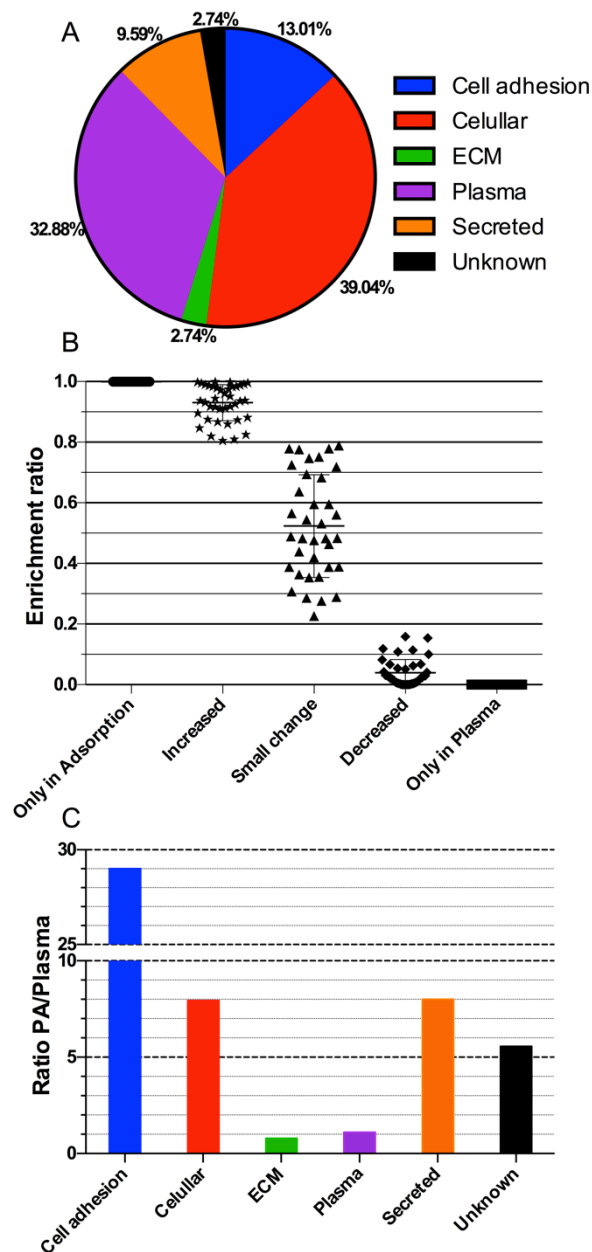 A
2.74%
9.59%
13.01%
32.88%
39.04%
2.74%
Cell adhesion
Celullar
ECM
Plasma
Secreted
Unknown
B
Enrichment ratio
1.0
0.8
0.6
0.4
0.2
0.0
Only in Adsorption
Increased
Small change
Decreased
Only in Plasma
C
Ratio PA/Plasma
30
25
10
5
0
Cell adhesion
Celullar
ECM
Plasma
Secreted
Unknown